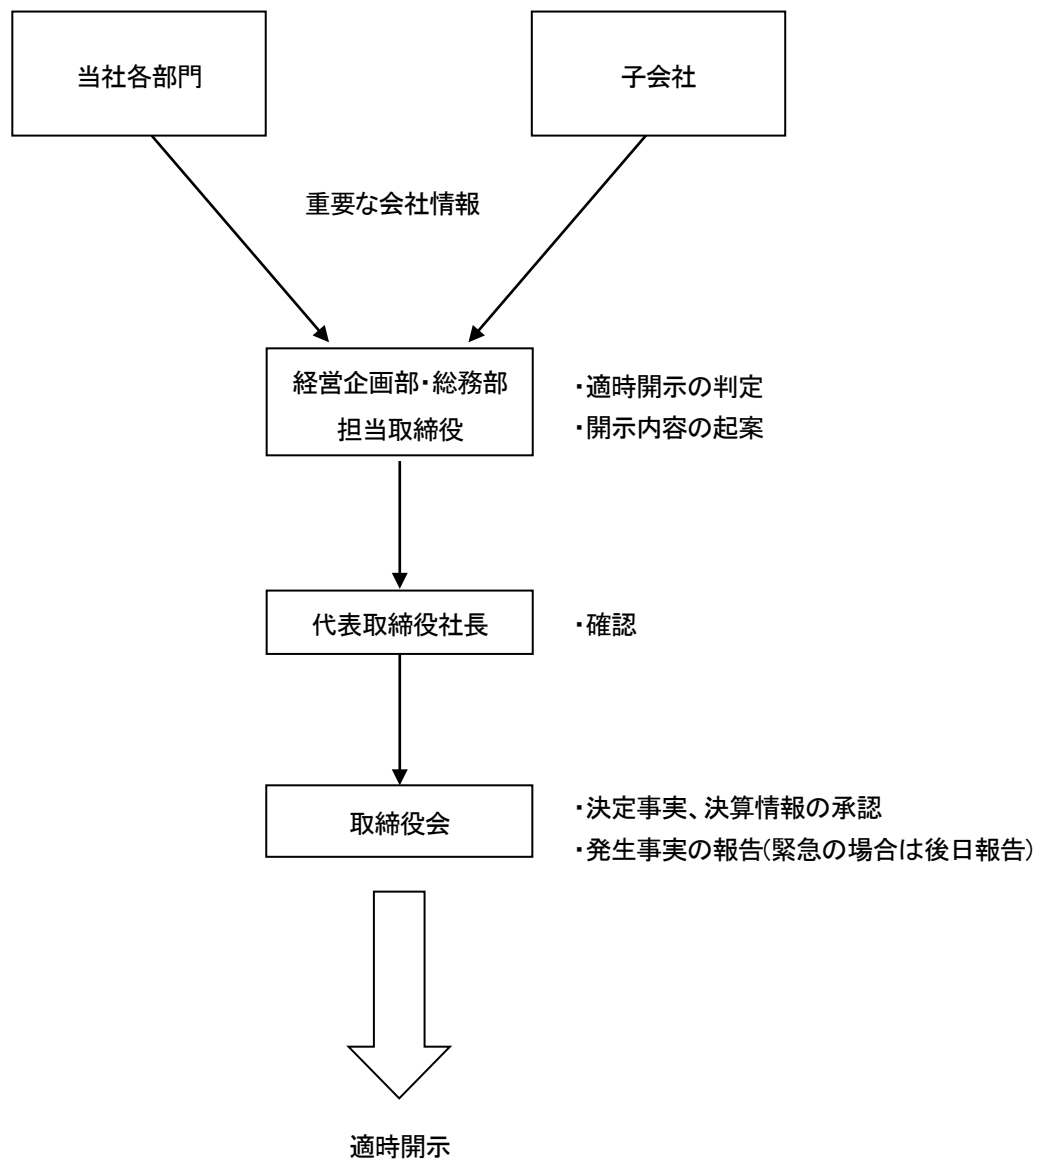 当社各部門
子会社
重要な会社情報
経営企画部・総務部
担当取締役
・適時開示の判定
・開示内容の起案
代表取締役社長
・確認
取締役会
・決定事実、決算情報の承認
・発生事実の報告(緊急の場合は後日報告)
適時開示